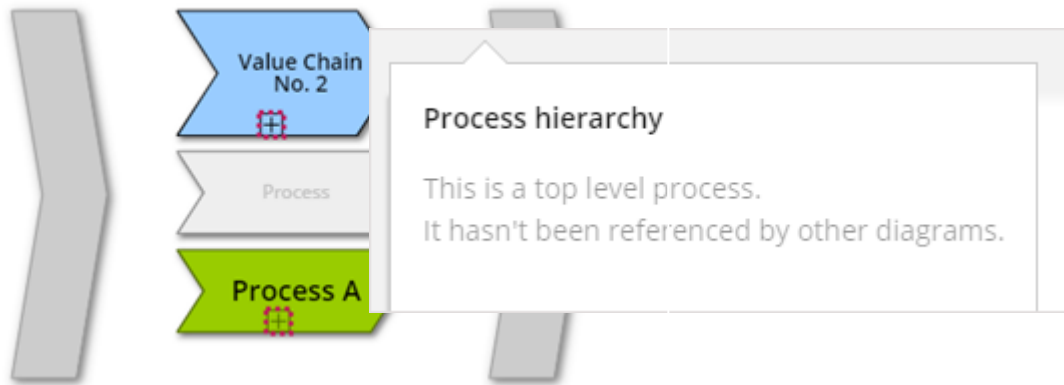 Value Chain
No. 2
Process
Process A
Process hierarchy
This is a top level process.
It hasn't been referenced by other diagrams.